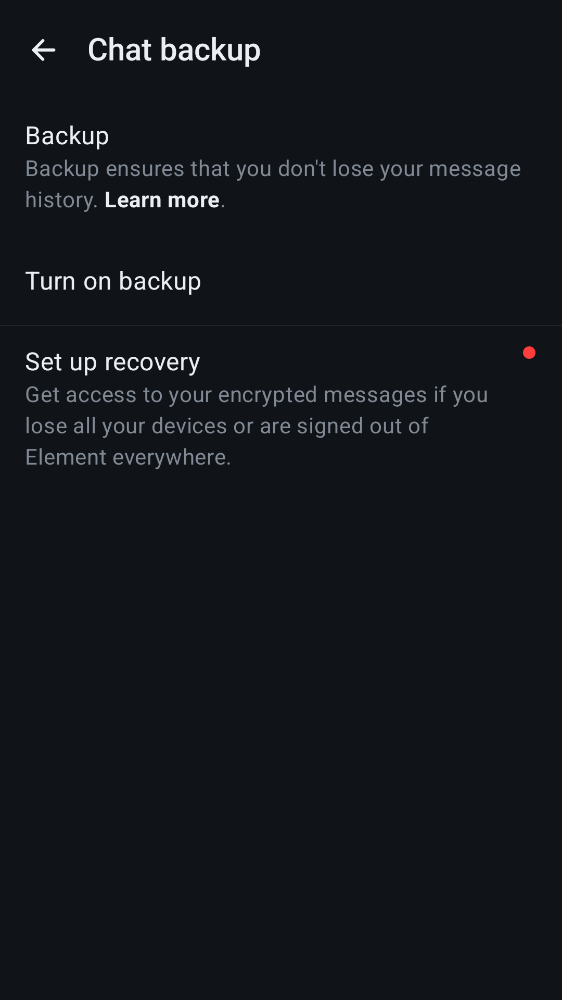 Chat backup
Backup
Backup ensures that you don't lose your message
history. Learn more.
Turn on backup
Set up recovery
Get access to your encrypted messages if you
lose all your devices or are signed out of
Element everywhere.